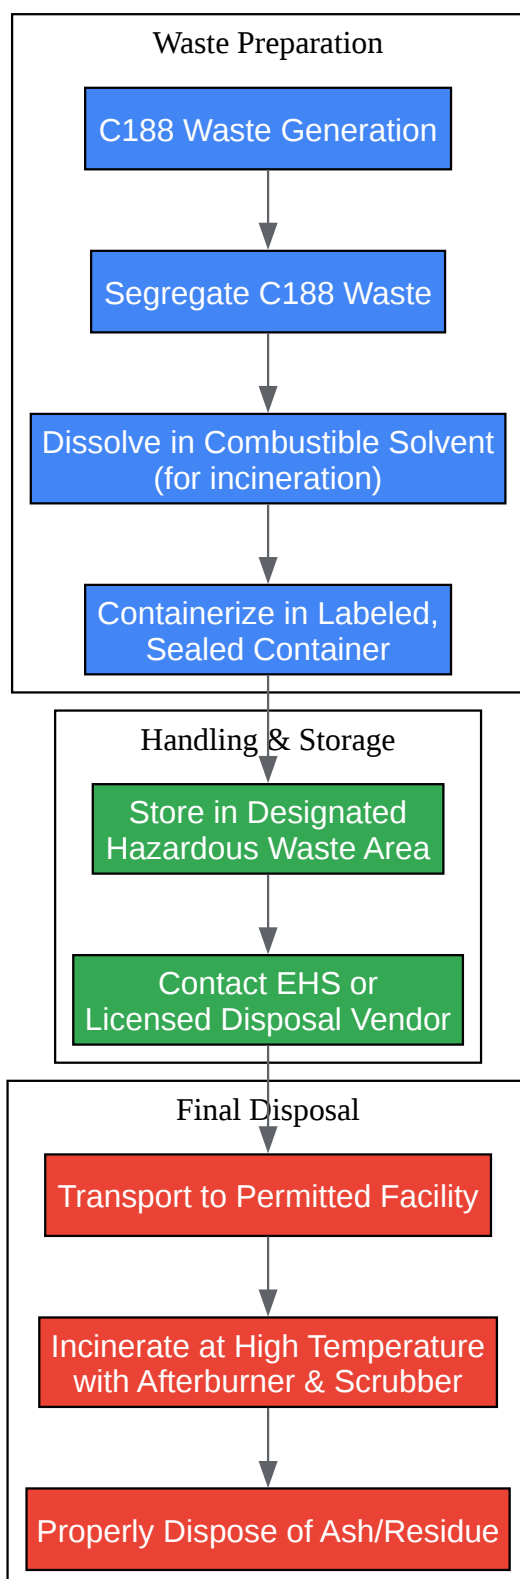 Waste Preparation
C188 Waste Generation
Segregate C188 Waste
Dissolve in Combustible Solvent
(for incineration)
Containerize in Labeled,
Sealed Container
Handling & Storage
Store in Designated
Hazardous Waste Area
Contact EHS or
Licensed Disposal Vendor
Final Disposal
Transport to Permitted Facility
Incinerate at High Temperature
with Afterburner & Scrubber
Properly Dispose of Ash/Residue